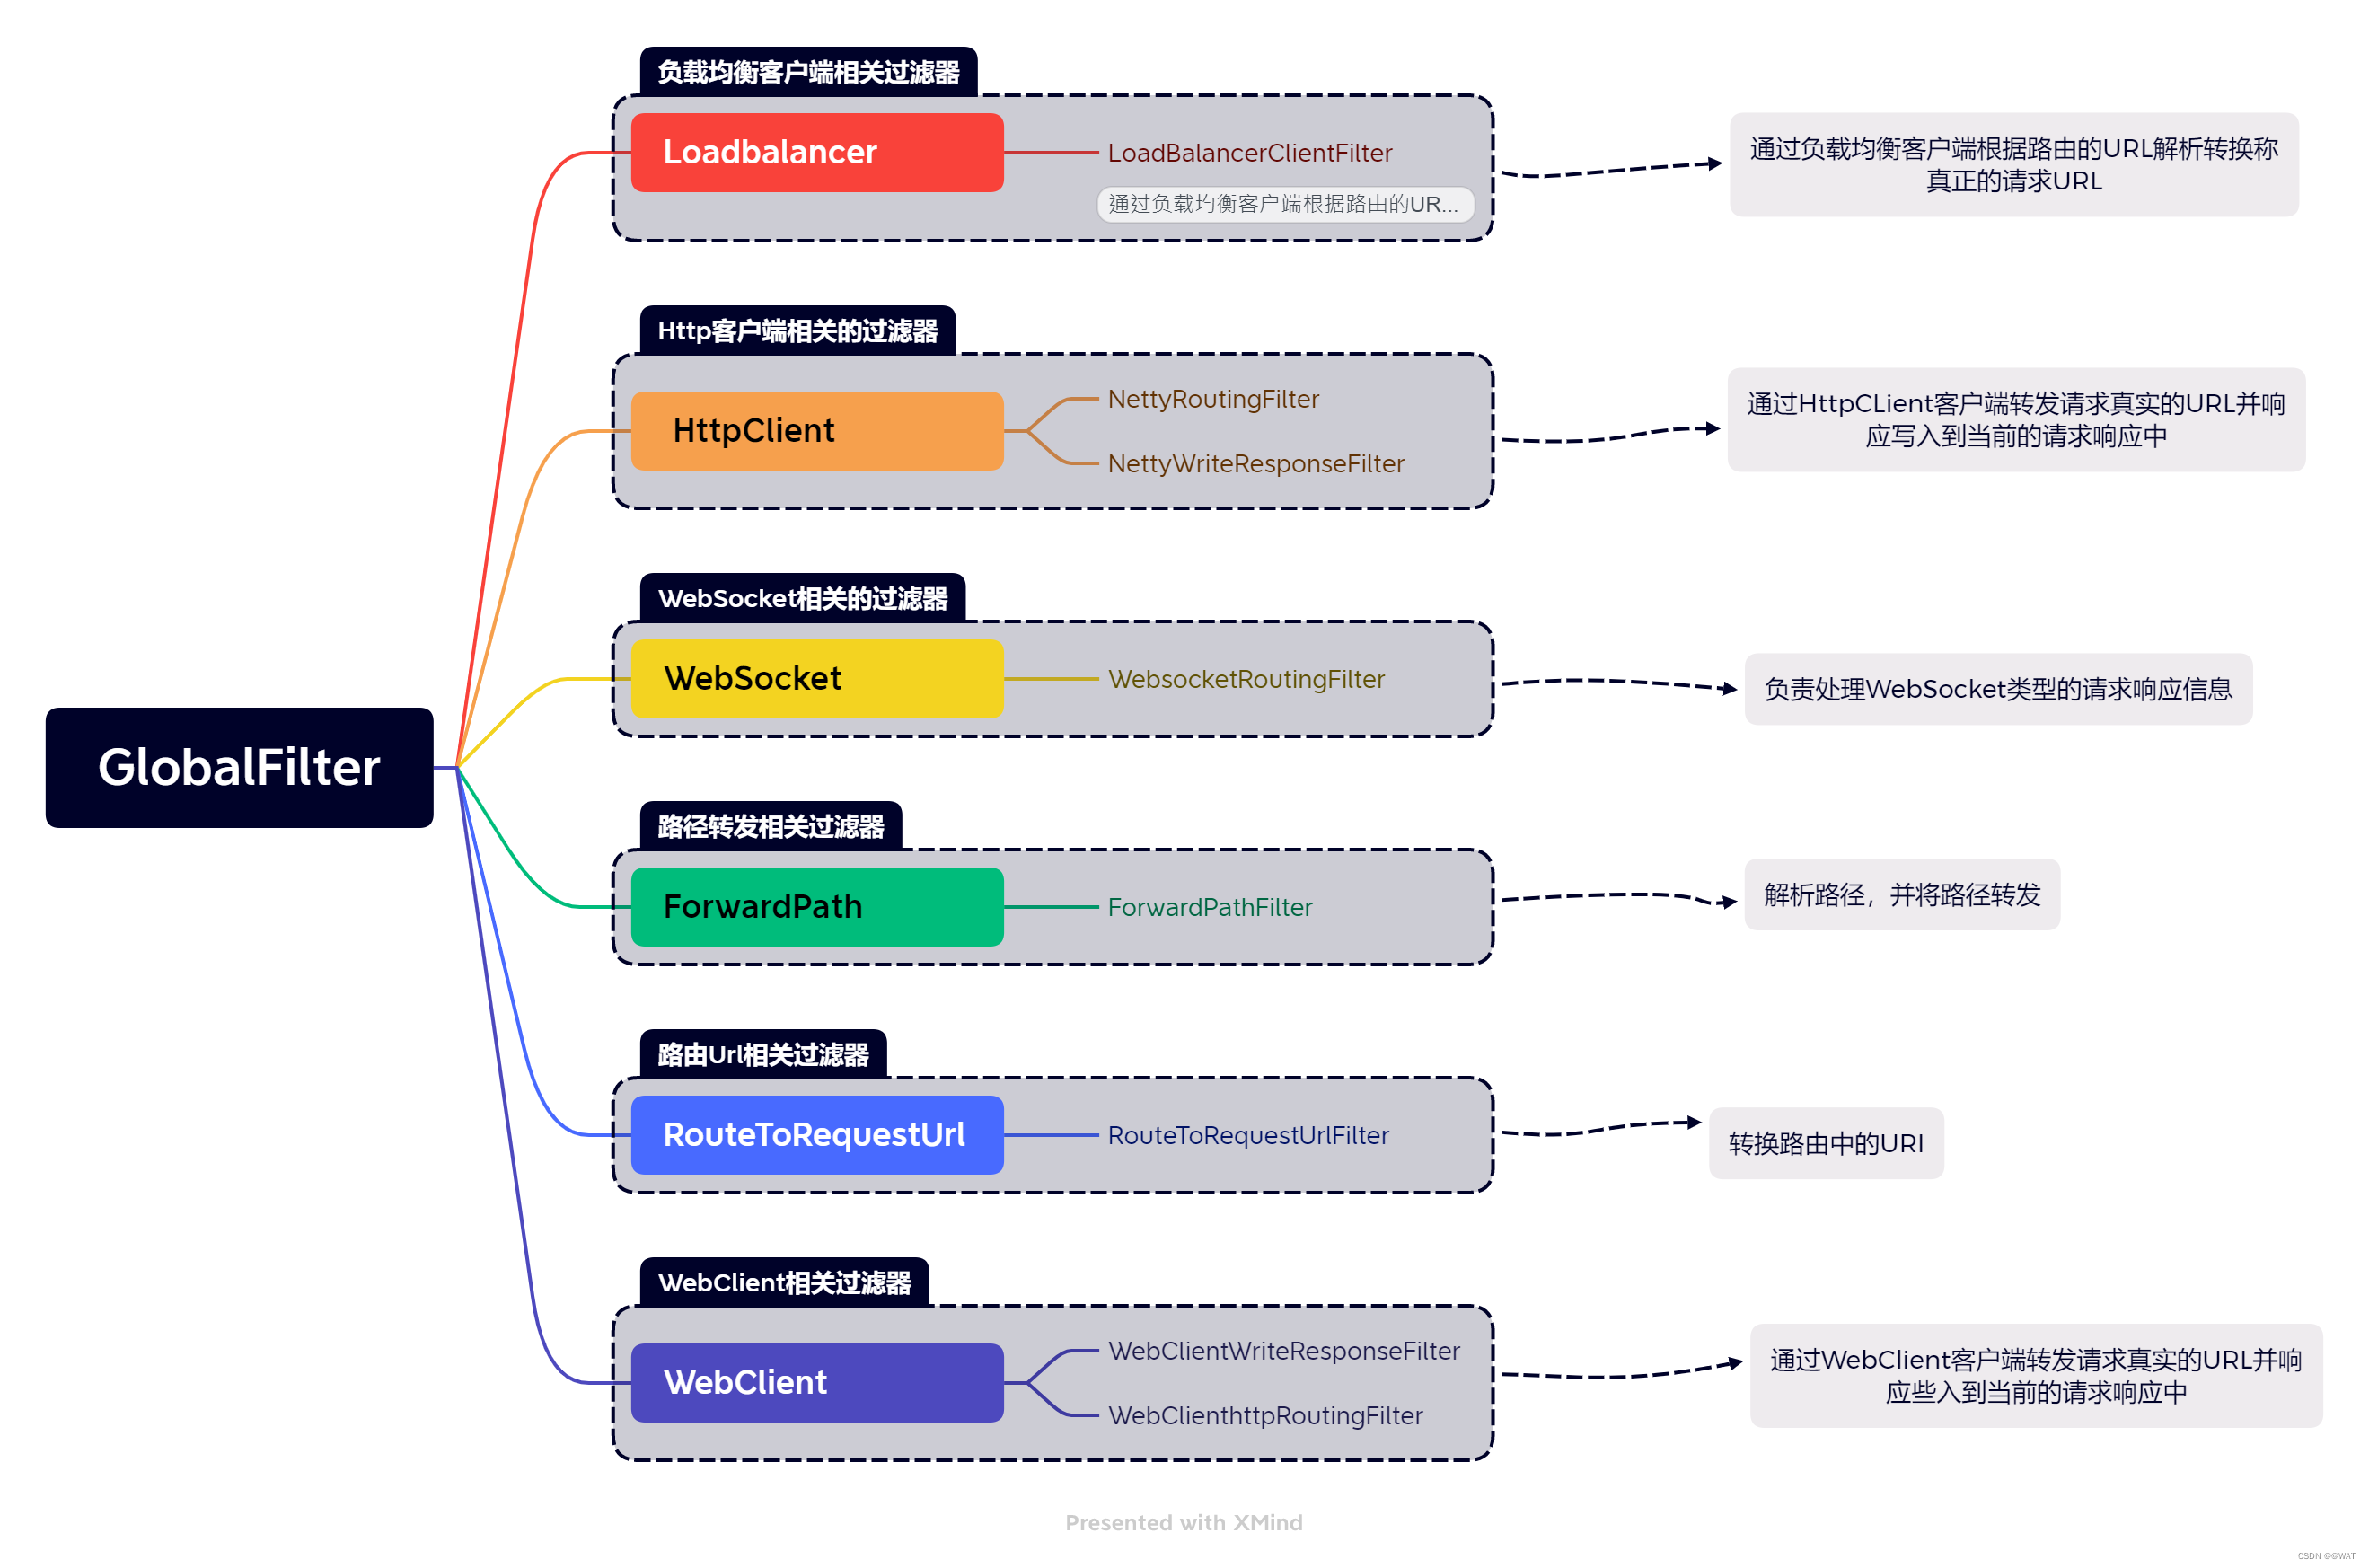 负载均衡客户端相关过滤器
Loadbalancer
LoadBalancerClientFilter
通过负载均衡客户端根据路由的UR...
通过负载均衡客户端根据路由的URL解析转换称
真正的请求URL
Http客户端相关的过滤器
HttpClient
NettyRoutingFilter
NettyWriteResponseFilter
通过HttpCLient客户端转发请求真实的URL并响
应写入到当前的请求响应中
WebSocket相关的过滤器
WebSocket
WebsocketRoutingFilter
负责处理WebSocket类型的请求响应信息
GlobalFilter
路径转发相关过滤器
ForwardPath
ForwardPathFilter
解析路径，并将路径转发
路由Url相关过滤器
RouteToRequestUrl
RouteToRequestUrlFilter
转换路由中的URI
WebClient相关过滤器
WebClient
WebClientWriteResponseFilter
WebClienthttpRoutingFilter
通过WebClient客户端转发请求真实的URL并响
应些入到当前的请求响应中
Presented with XMind
CSDN @@WAT